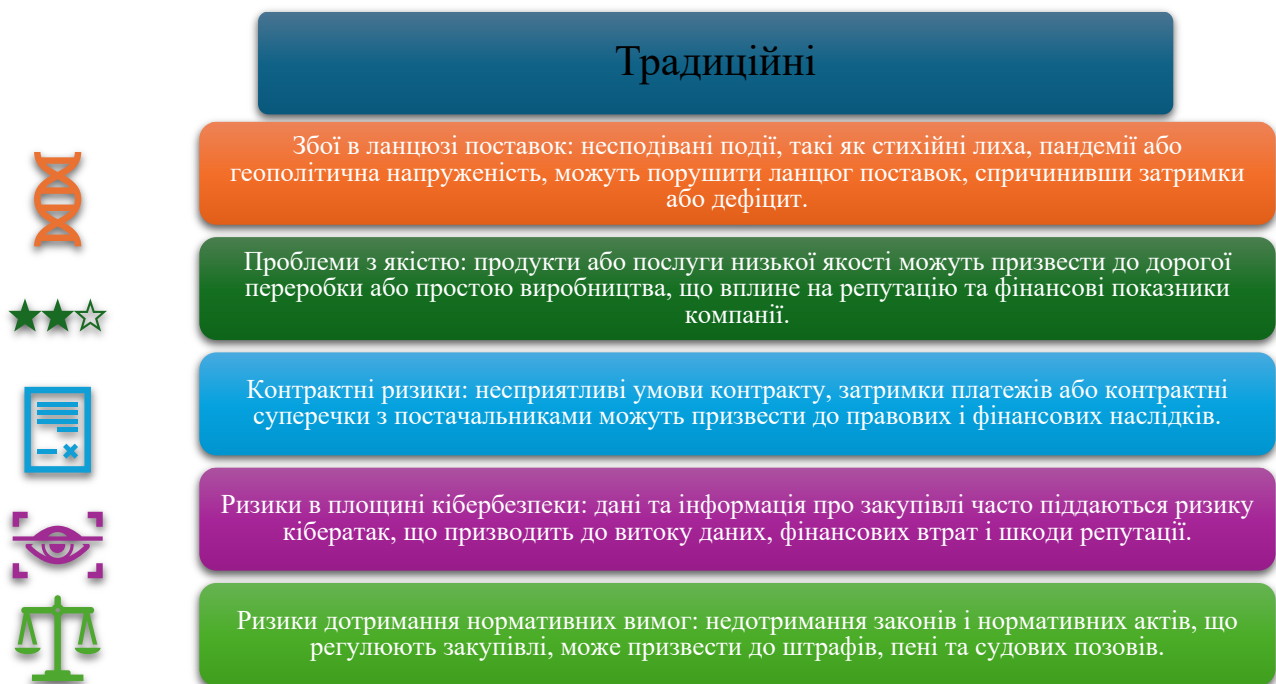 Традиційні
Збої в ланцюзі поставок: несподівані події, такі як стихійні лиха, пандемії або
геополітична напруженість, можуть порушити ланцюг поставок, спричинивши затримки
або дефіцит.
Проблеми з якістю: продукти або послуги низької якості можуть призвести до дорогої
переробки або простою виробництва, що вплине на репутацію та фінансові показники
компанії.
Контрактні ризики: несприятливі умови контракту, затримки платежів або контрактні
суперечки з постачальниками можуть призвести до правових і фінансових наслідків.
Ризики в площині кібербезпеки: дані та інформація про закупівлі часто піддаються ризику
кібератак, що призводить до витоку даних, фінансових втрат і шкоди репутації.
Ризики дотримання нормативних вимог: недотримання законів і нормативних актів, що
регулюють закупівлі, може призвести до штрафів, пені та судових позовів.